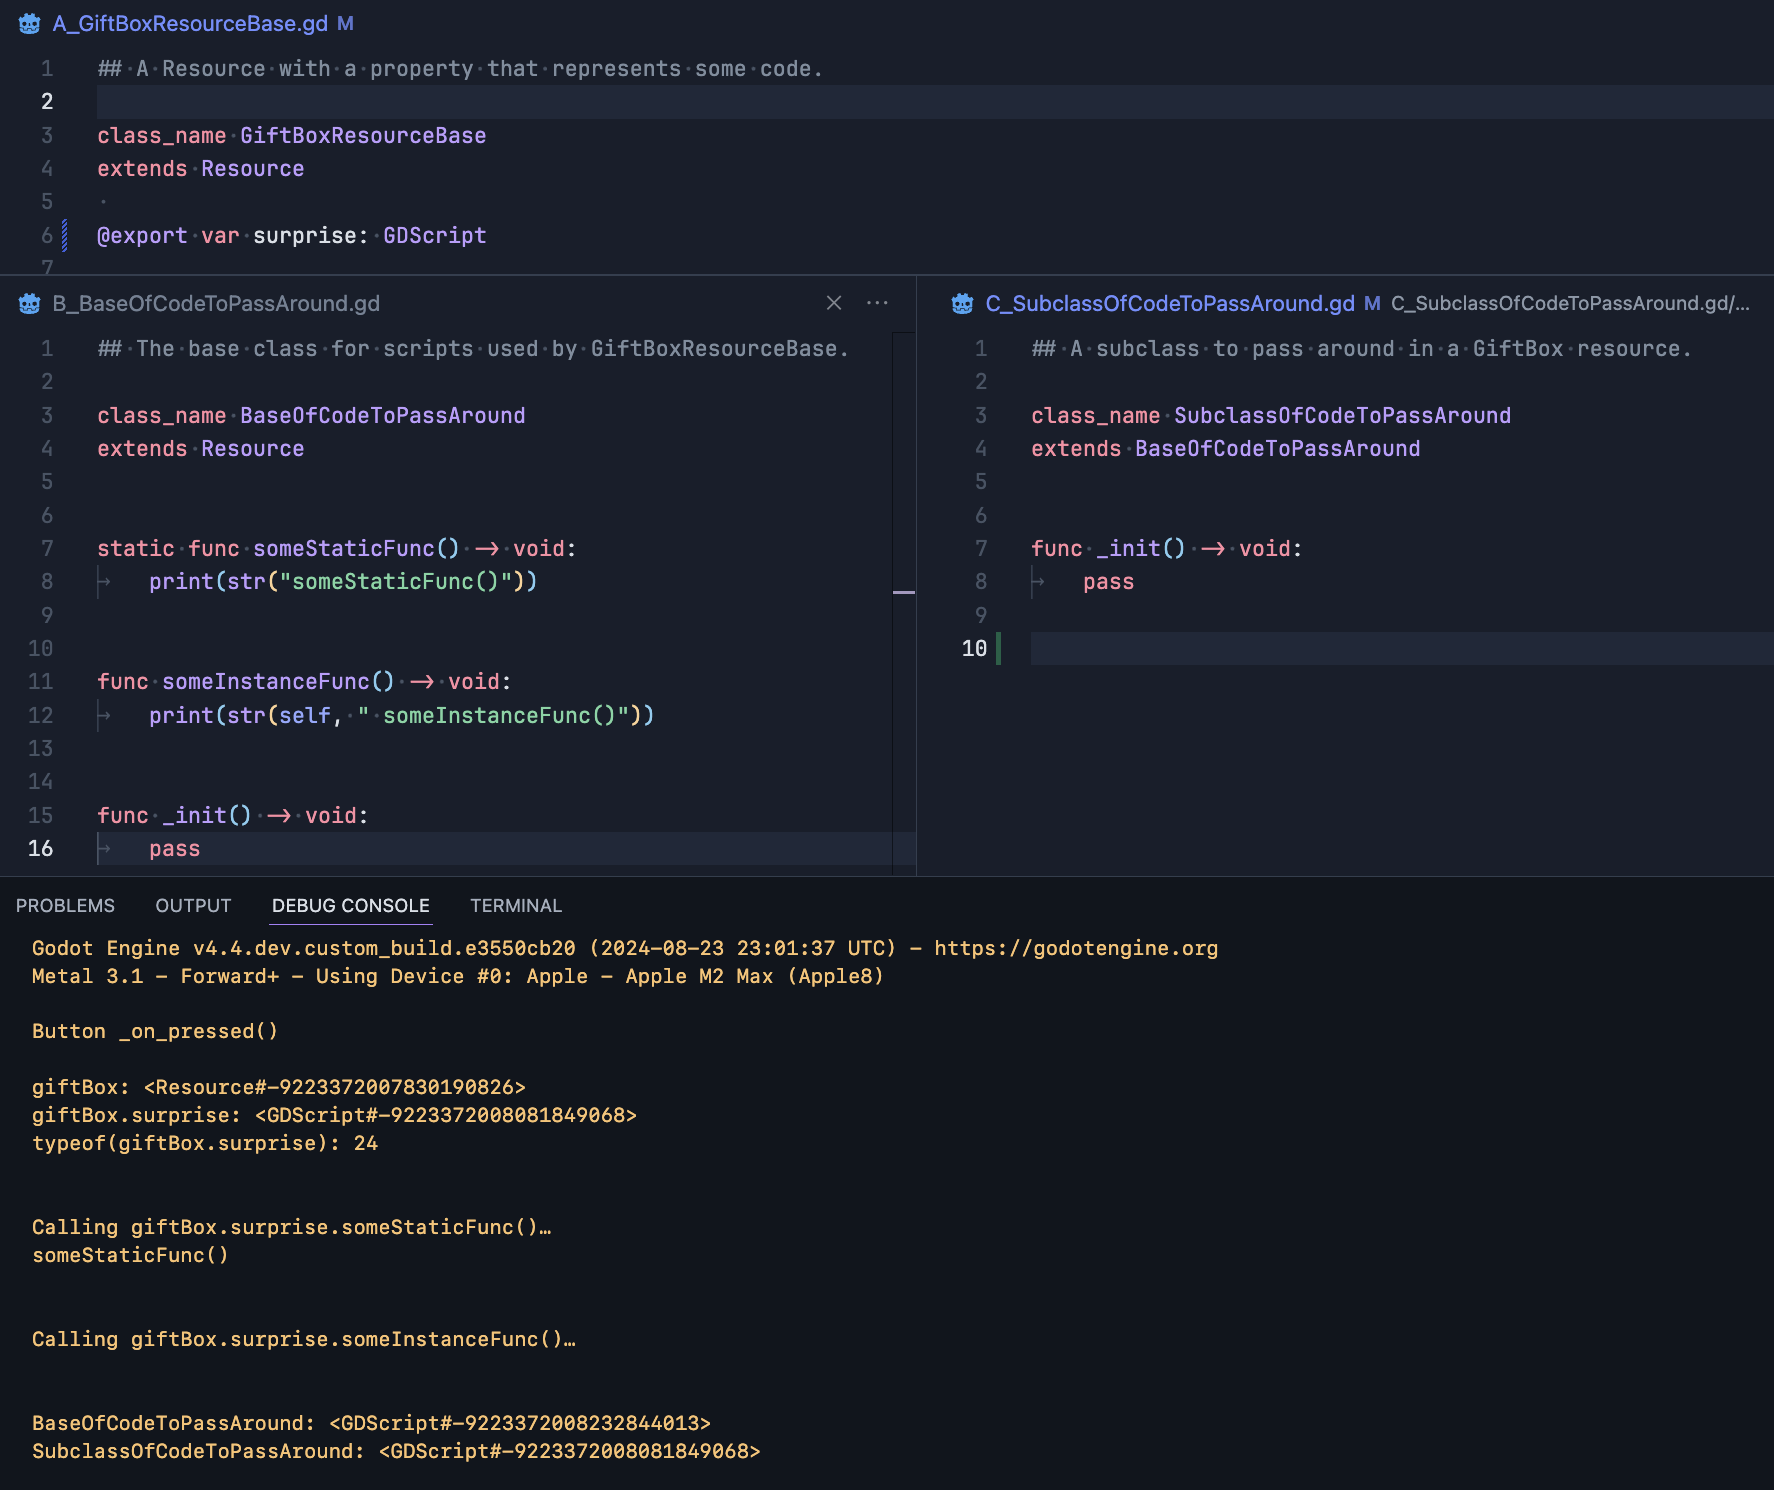 A_GiftBoxResourceBase.gd M
1 ## A Resource with a property that represents some code.
2
3 class_name GiftBoxResourceBase
4 extends Resource
5
6 @export var surprise: GDScript
7
B_BaseOfCodeToPassAround.gd
1 ## The base class for scripts used by GiftBoxResourceBase.
2
3 class_name BaseOfCodeToPassAround
4 extends Resource
5
6
7 static func someStaticFunc() -> void:
8 print(str("someStaticFunc()"))
9
10
11 func someInstanceFunc() -> void:
12 print(str(self, " someInstanceFunc()"))
13
14
15 func _init() -> void:
16 pass
C_SubclassOfCodeToPassAround.gd M C_SubclassOfCodeToPassAround.gd/...
1 ## A subclass to pass around in a GiftBox resource.
2
3 class_name SubclassOfCodeToPassAround
4 extends BaseOfCodeToPassAround
5
6
7 func _init() -> void:
8 pass
9
10
PROBLEMS OUTPUT DEBUG CONSOLE TERMINAL
Godot Engine v4.4.dev.custom_build.e3550cb20 (2024-08-23 23:01:37 UTC) - https://godotengine.org
Metal 3.1 - Forward+ - Using Device #0: Apple - Apple M2 Max (Apple8)
Button _on_pressed()
giftBox: <Resource#-9223372007830190826>
giftBox.surprise: <GDScript#-9223372008081849068>
typeof(giftBox.surprise): 24
Calling giftBox.surprise.someStaticFunc()…
someStaticFunc()
Calling giftBox.surprise.someInstanceFunc()…
BaseOfCodeToPassAround: <GDScript#-9223372008232844013>
SubclassOfCodeToPassAround: <GDScript#-9223372008081849068>